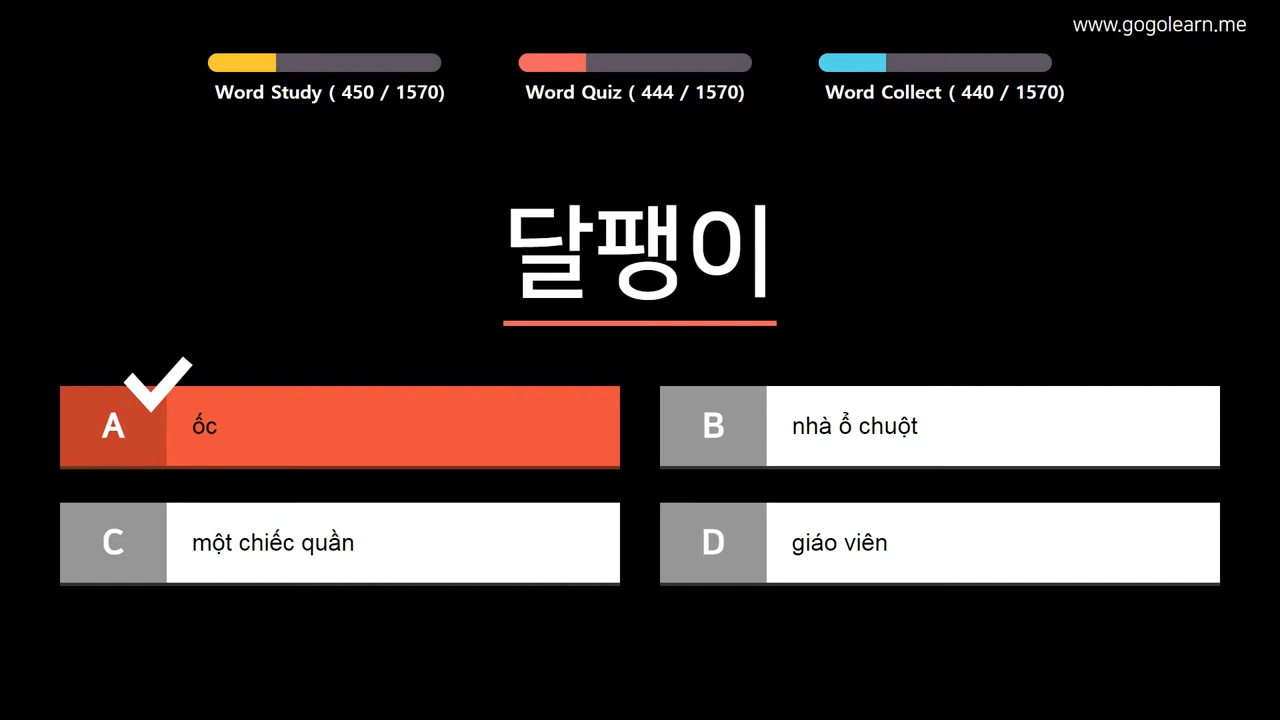 www.gogolearn.me
Word Study ( 450 / 1570)
Word Quiz ( 444 / 1570)
Word Collect ( 440 / 1570)
달팽이
A
ốc
B
nhà ổ chuột
C
một chiếc quần
D
giáo viên